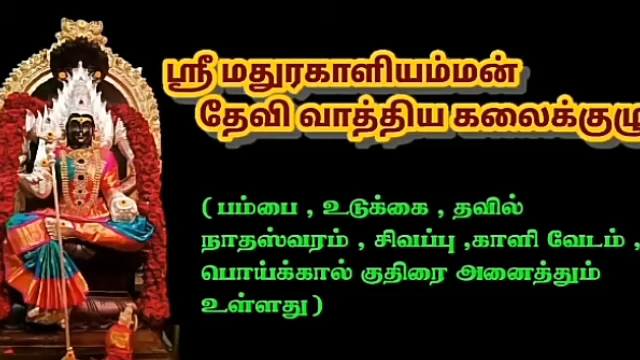 ஸ்ரீ மதுரகாளியம்மன்
தேவி வாத்திய கலைக்குழு
( பம்பை , உடுக்கை , தவில்
நாதஸ்வரம் , சிவப்பு ,காளி வேடம் ,
பொய்க்கால் குதிரை அனைத்தும்
உள்ளது )